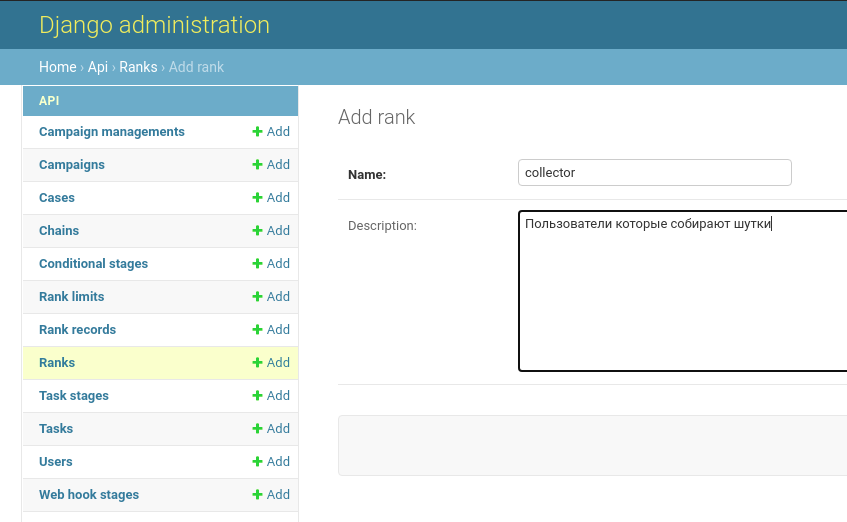 Django administration
Home › Api › Ranks › Add rank
API
Campaign managements + Add
Campaigns + Add
Cases + Add
Chains + Add
Conditional stages + Add
Rank limits + Add
Rank records + Add
Ranks + Add
Task stages + Add
Tasks + Add
Users + Add
Web hook stages + Add
Add rank
Name: collector
Description: Пользователи которые собирают шутки